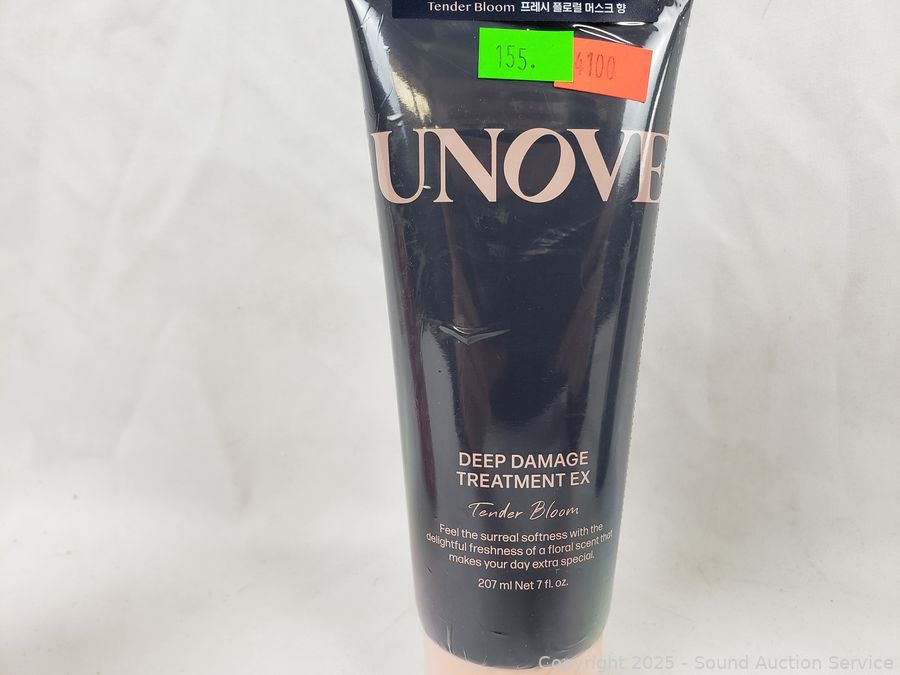 Tender Bloom 프레시 플로럴 머스크 향
155.
4100
UNOVE
DEEP DAMAGE
TREATMENT EX
Tender Bloom
Feel the surreal softness with the
delightful freshness of a floral scent that
makes your day extra special.
207 ml Net 7 fl. oz.
Copyright 2025 - Sound Auction Service